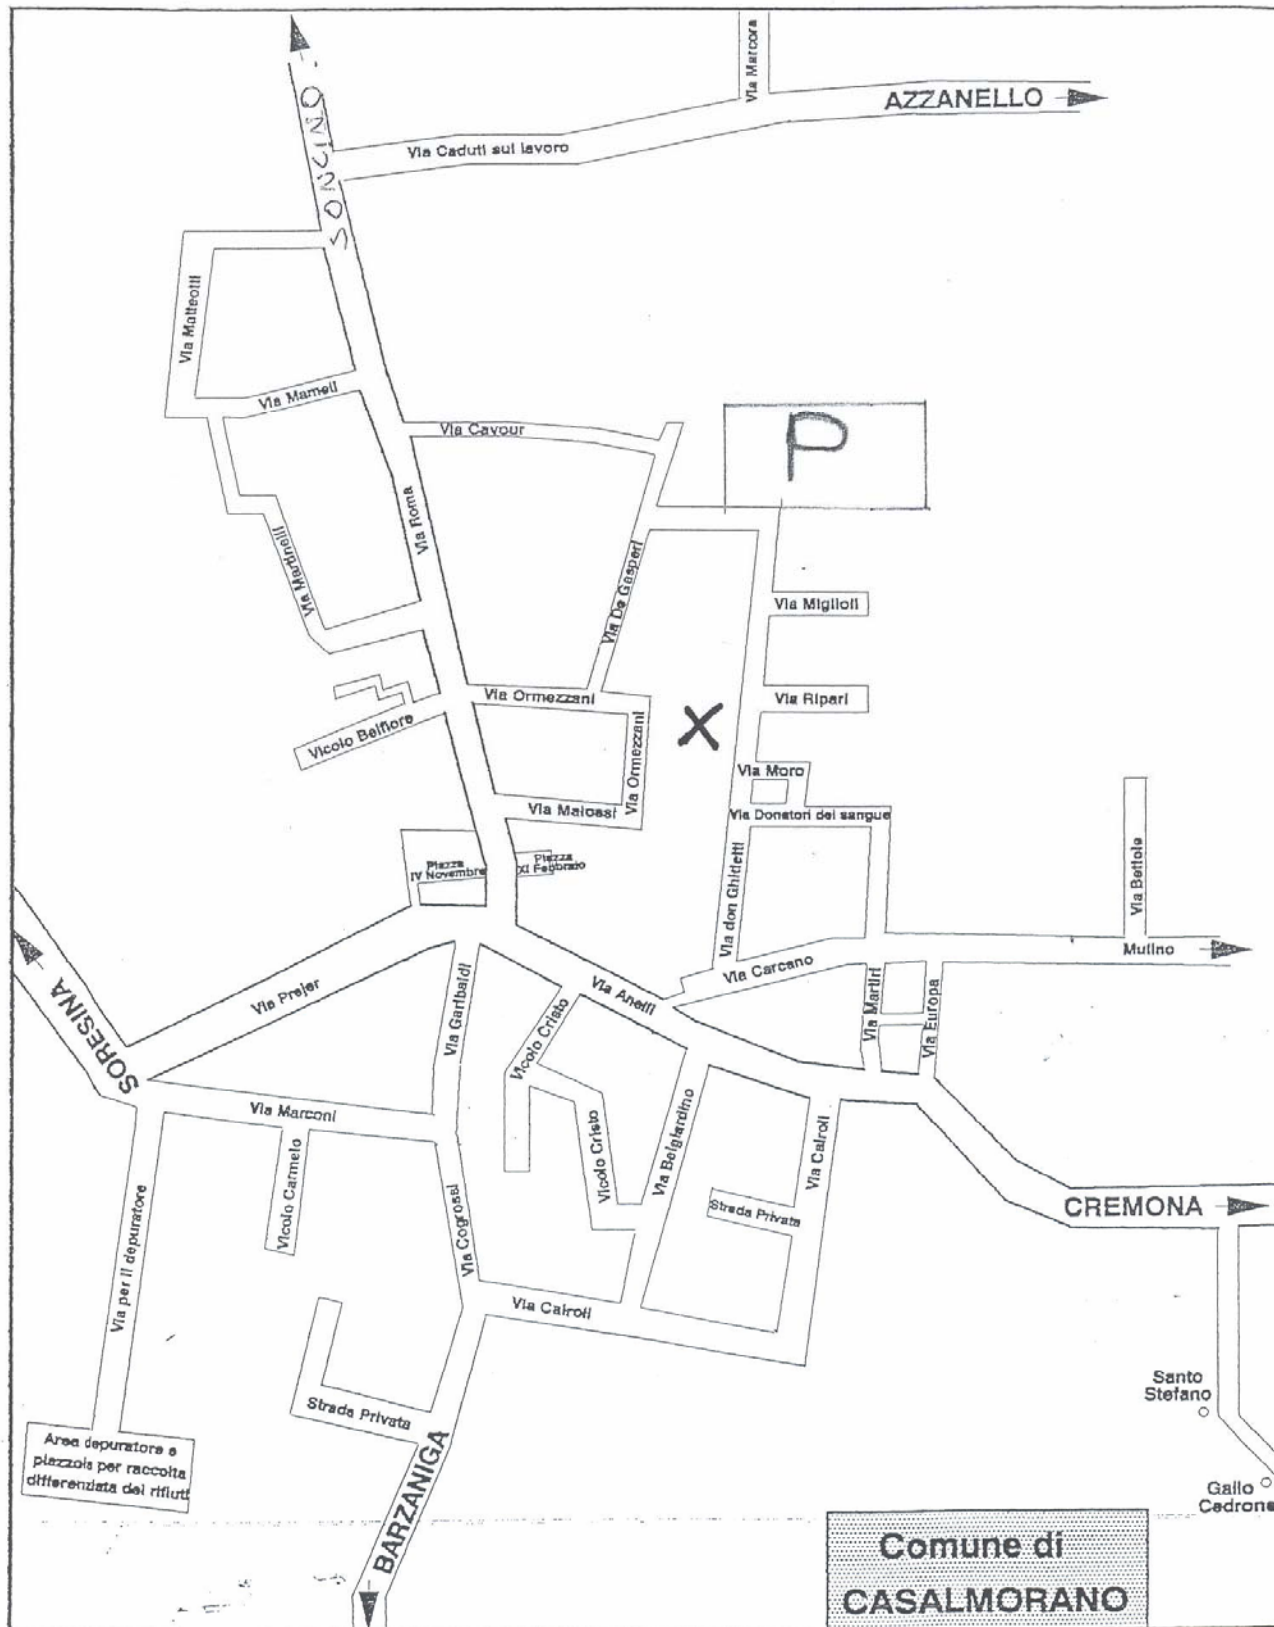 Via Marcora
AZZANELLO
SONCINO
Via Caduti sul lavoro
Via Matteotti
Via Mameli
Via Cavour
P
Via Roma
Via Martinelli
Via De Gasperi
Via Miglioli
Via Ormezzani
Via Ripari
X
Vicolo Belfiore
Via Ormezzani
Via Moro
Via Maiossi
Via Donatori del sangue
Piazza
IV Novembre
Piazza
XI Febbraio
Via don Ghidetti
Via Bettole
Mulino
Via Carcano
Via Prejer
Via Garibaldi
Via Anelli
Via Martiri
Via Europa
SORESINA
Vicolo Cristo
Via Marconi
Vicolo Cristo
Via Belgiardino
Via Cairoli
Vicolo Carmelo
Strada Privata
CREMONA
Via per il depuratore
Via Cogrossi
Via Cairoli
Santo
Stefano
Strada Privata
Area depuratore e
piazzola per raccolta
differenziata dei rifiuti
BARZANIGA
Gallo
Cedrone
Comune di
CASALMORANO